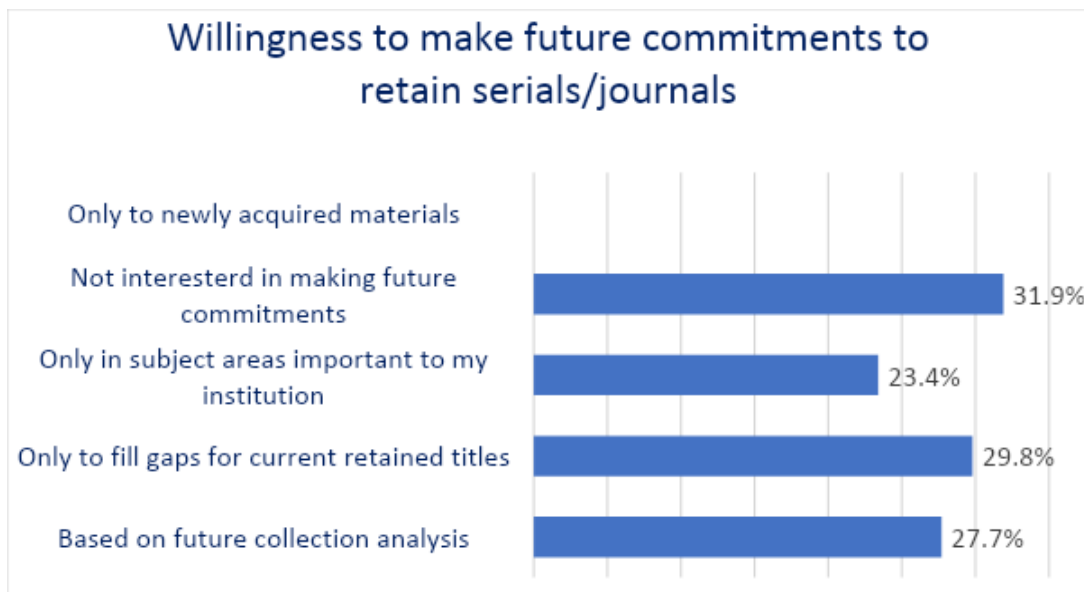 Willingness to make future commitments to
retain serials/journals
Only to newly acquired materials
Not interesterd in making future
commitments
31.9%
Only in subject areas important to my
institution
23.4%
Only to fill gaps for current retained titles
29.8%
Based on future collection analysis
27.7%